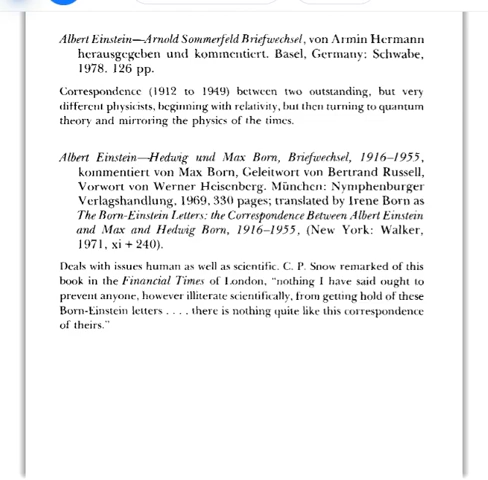 Albert Einstein—Arnold Sommerfeld Briefwechsel, von Armin Hermann
herausgegeben und kommentiert. Basel, Germany: Schwabe,
1978. 126 pp.
Correspondence (1912 to 1949) between two outstanding, but very
different physicists, beginning with relativity, but then turning to quantum
theory and mirroring the physics of the times.
Albert Einstein—Hedwig und Max Born, Briefwechsel, 1916–1955,
kommentiert von Max Born, Geleitwort von Bertrand Russell,
Vorwort von Werner Heisenberg. München: Nymphenburger
Verlagshandlung, 1969, 330 pages; translated by Irene Born as
The Born-Einstein Letters: the Correspondence Between Albert Einstein
and Max and Hedwig Born, 1916–1955, (New York: Walker,
1971, xi + 240).
Deals with issues human as well as scientific. C. P. Snow remarked of this
book in the Financial Times of London, "nothing I have said ought to
prevent anyone, however illiterate scientifically, from getting hold of these
Born-Einstein letters . . . . there is nothing quite like this correspondence
of theirs."